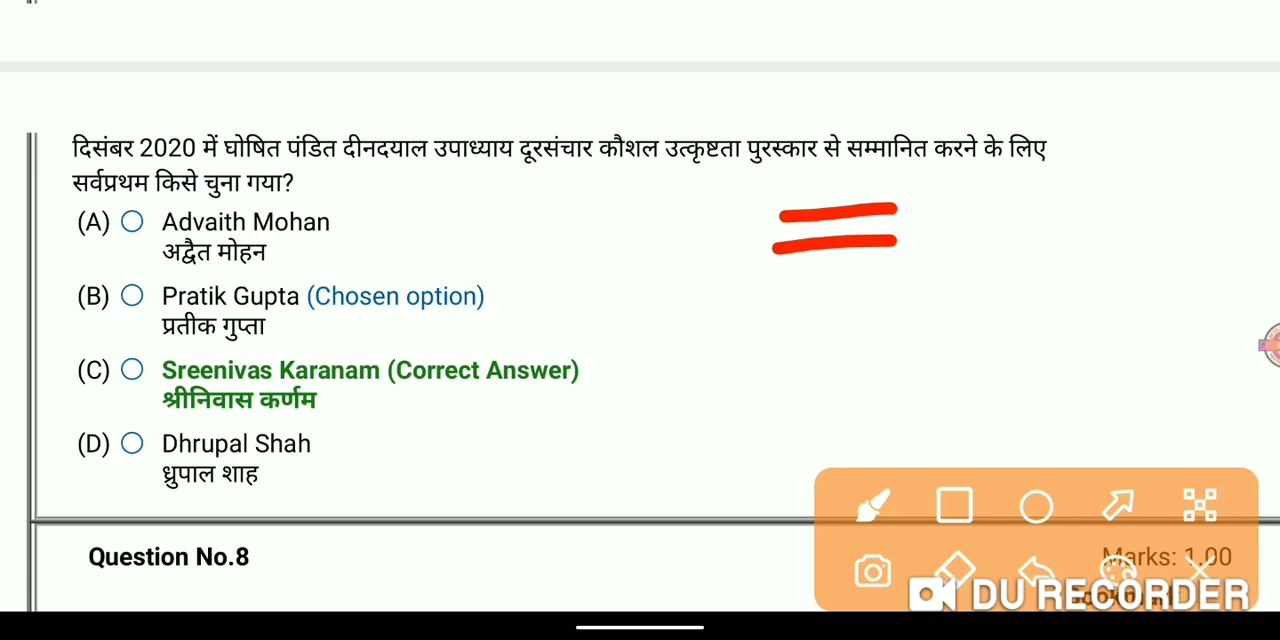 दिसंबर 2020 में घोषित पंडित दीनदयाल उपाध्याय दूरसंचार कौशल उत्कृष्टता पुरस्कार से सम्मानित करने के लिए
सर्वप्रथम किसे चुना गया?
(A) Advaith Mohan
अद्वैत मोहन
(B) Pratik Gupta (Chosen option)
प्रतीक गुप्ता
(C) Sreenivas Karanam (Correct Answer)
श्रीनिवास कर्णम
(D) Dhrupal Shah
ध्रुपाल शाह
Question No.8
Marks: 1.00
DU RECORDER